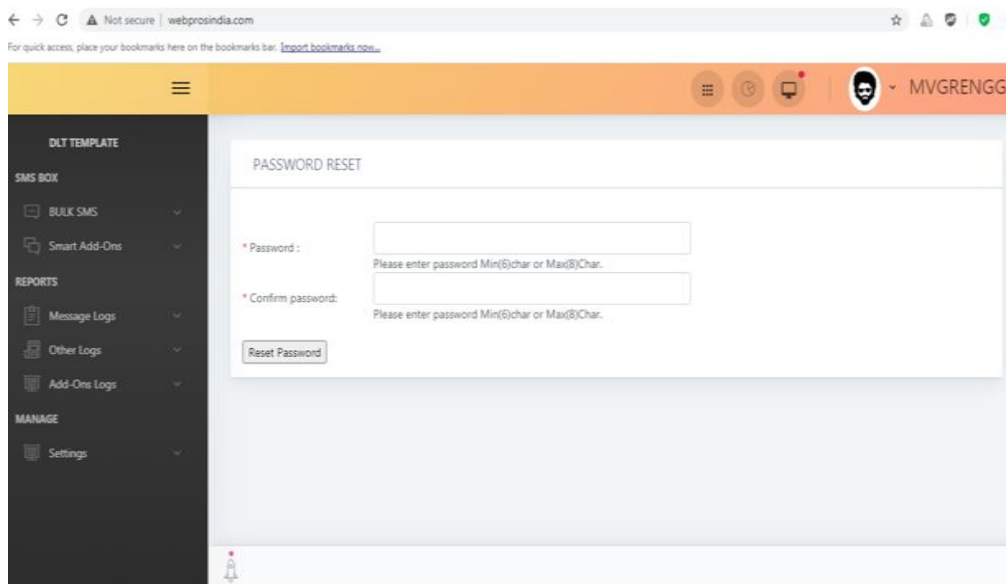 Not secure | webprosindia.com
For quick access, place your bookmarks here on the bookmarks bar. Import bookmarks now...
MVGRENGG
DLT TEMPLATE
SMS BOX
BULK SMS
Smart Add-Ons
REPORTS
Message Logs
Other Logs
Add-Ons Logs
MANAGE
Settings
PASSWORD RESET
* Password :
Please enter password Min(6)char or Max(8)Char.
* Confirm password:
Please enter password Min(6)char or Max(8)Char.
Reset Password